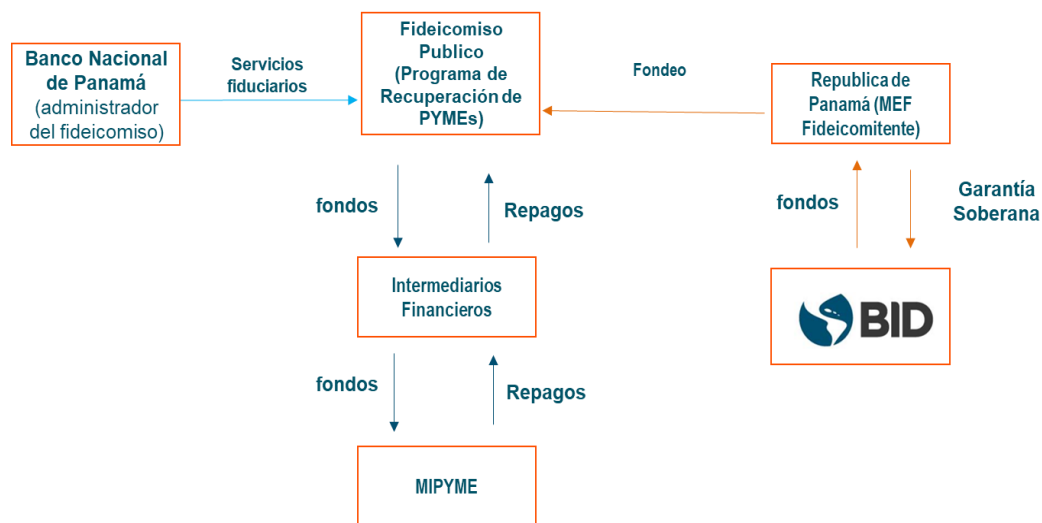 Banco Nacional
de Panamá
(administrador
del fideicomiso)
Servicios
fiduciarios
Fideicomiso
Publico
(Programa de
Recuperación de
PYMEs)
Fondeo
Republica de
Panamá (MEF
Fideicomitente)
fondos
Repagos
fondos
Garantía
Soberana
Intermediarios
Financieros
BID
fondos
Repagos
MIPYME